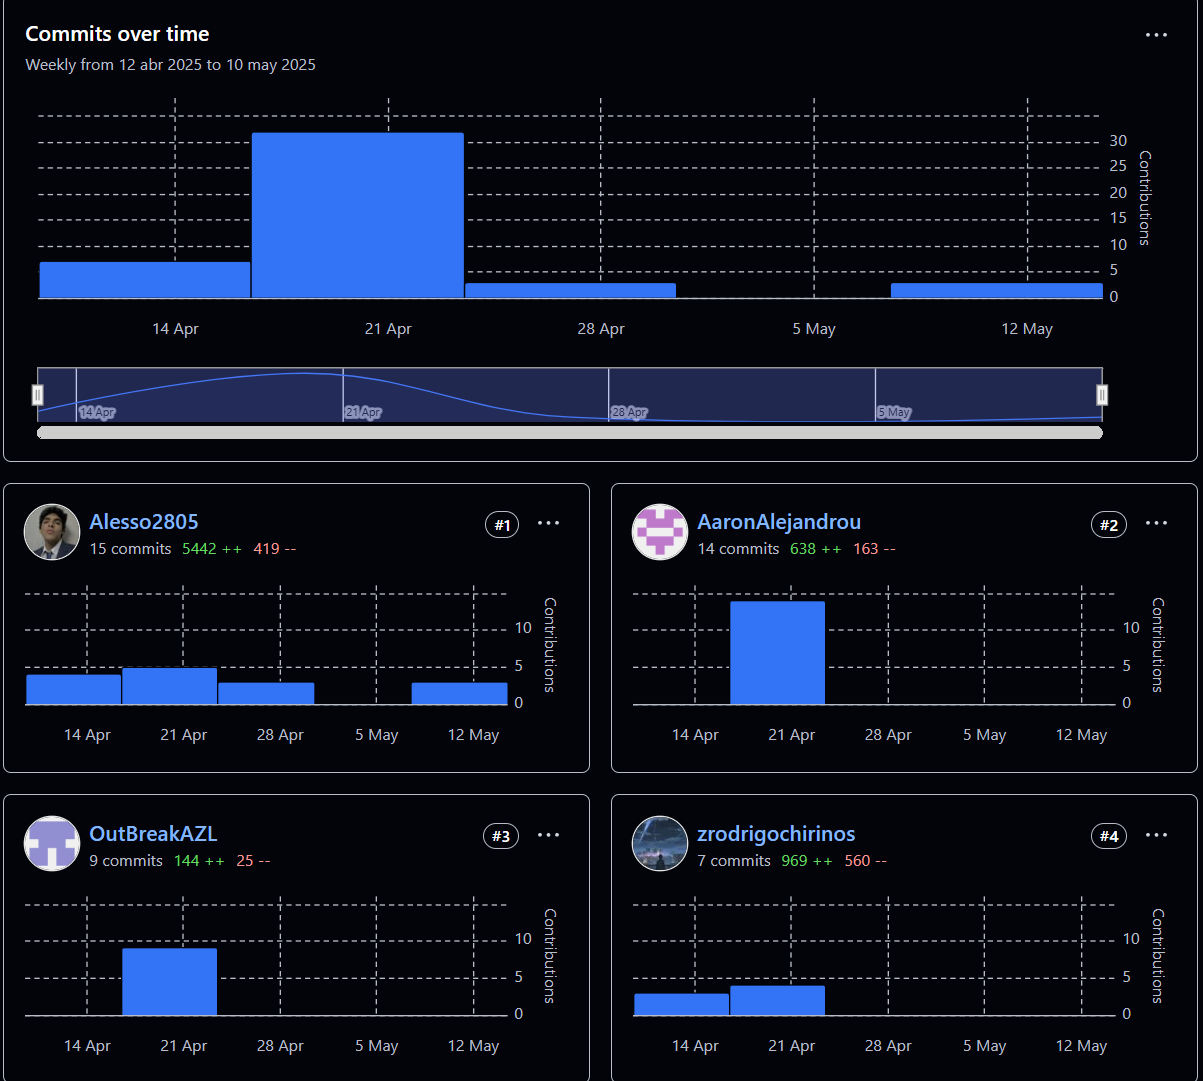 Commits over time
Weekly from 12 abr 2025 to 10 may 2025
30
25
20
15
10
5
0
Contributions
14 Apr 21 Apr 28 Apr 5 May 12 May
14 Apr 21 Apr 28 Apr 5 May
Alesso2805 #1
15 commits 5442 ++ 419 --
10
5
0
Contributions
14 Apr 21 Apr 28 Apr 5 May 12 May
AaronAlejandrou #2
14 commits 638 ++ 163 --
10
5
0
Contributions
14 Apr 21 Apr 28 Apr 5 May 12 May
OutBreakAZL #3
9 commits 144 ++ 25 --
10
5
0
Contributions
14 Apr 21 Apr 28 Apr 5 May 12 May
zrodrigochirinos #4
7 commits 969 ++ 560 --
10
5
0
Contributions
14 Apr 21 Apr 28 Apr 5 May 12 May